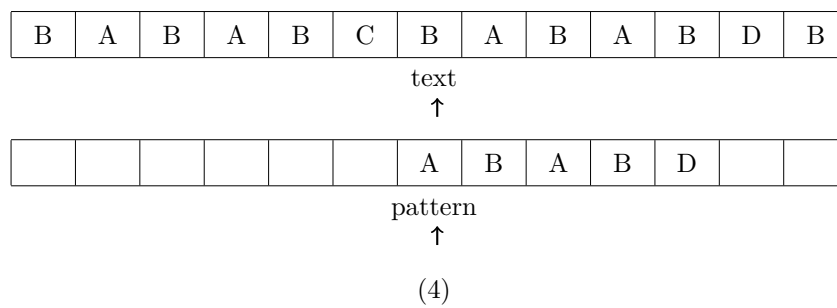 B A B A B C B A B A B D B
text
↑
A B A B D
pattern
↑
(4)